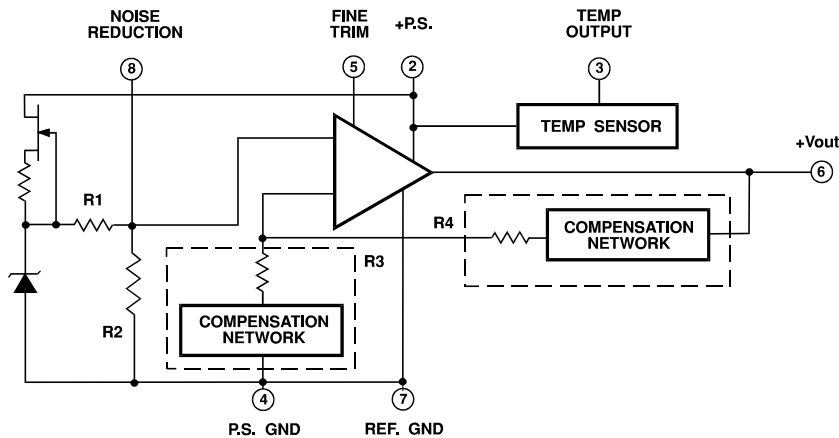 NOISE
REDUCTION
8
FINE
TRIM
5
+P.S.
2
TEMP
OUTPUT
3
TEMP SENSOR
+Vout
6
R1
R4
COMPENSATION
NETWORK
R3
R2
COMPENSATION
NETWORK
4
P.S. GND
7
REF. GND